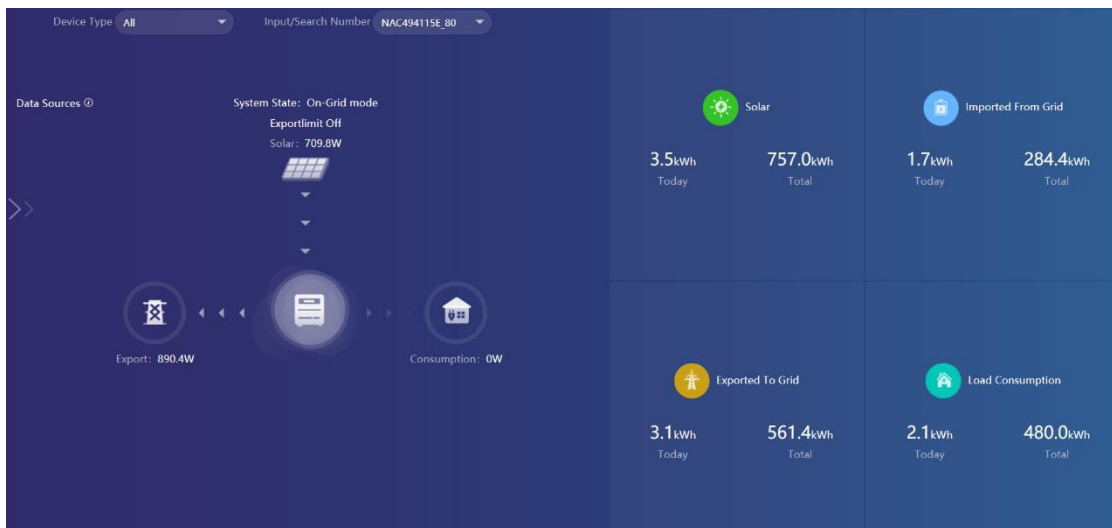 Device Type All Input/Search Number NAC494115E_80
Data Sources
System State: On-Grid mode
Exportlimit Off
Solar: 709.8W
Export: 890.4W
Consumption: 0W
Solar
3.5kWh 757.0kWh
Today Total
Imported From Grid
1.7kWh 284.4kWh
Today Total
Exported To Grid
3.1kWh 561.4kWh
Today Total
Load Consumption
2.1kWh 480.0kWh
Today Total